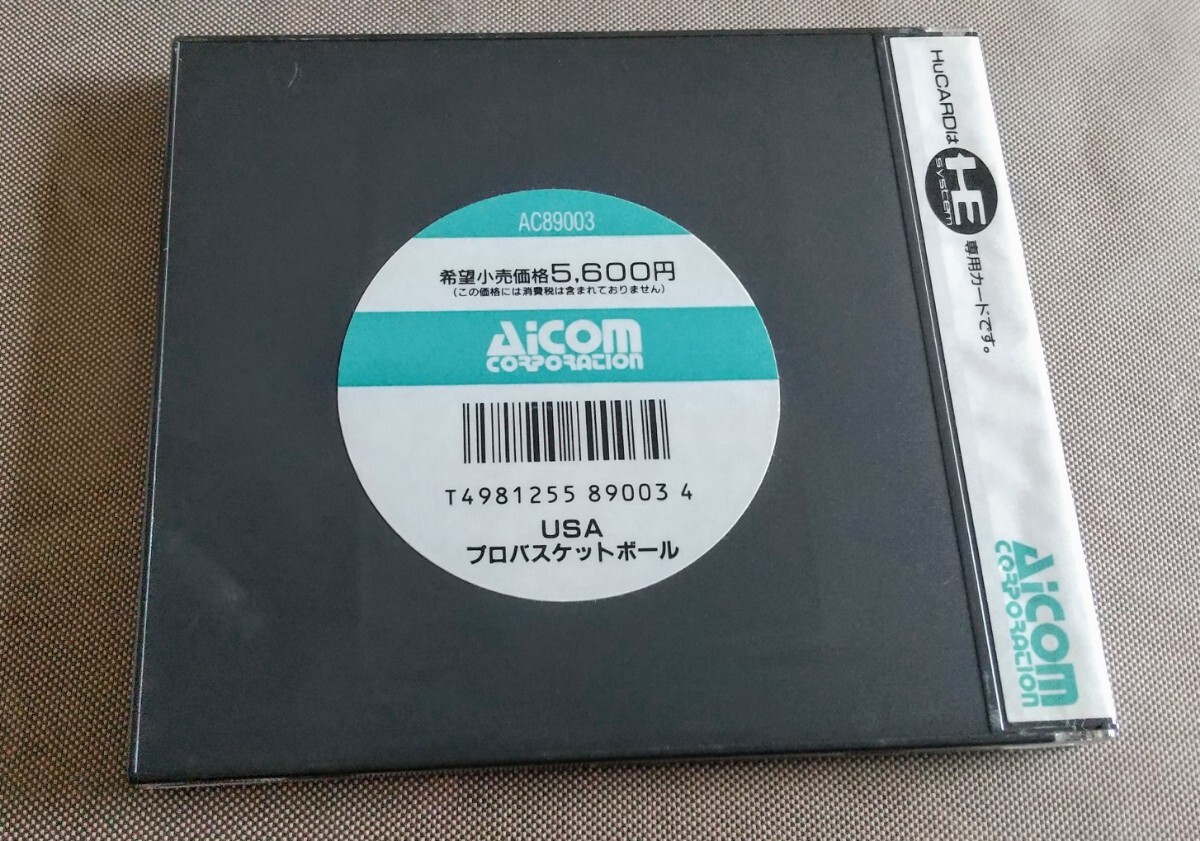 AC89003
希望小売価格5,600円
(この価格には消費税は含まれておりません)
AiCOM
CORPORATION
T4981255 89003 4
USA
プロバスケットボール
HuCARDは HE system 専用カードです。
AiCOM
CORPORATION